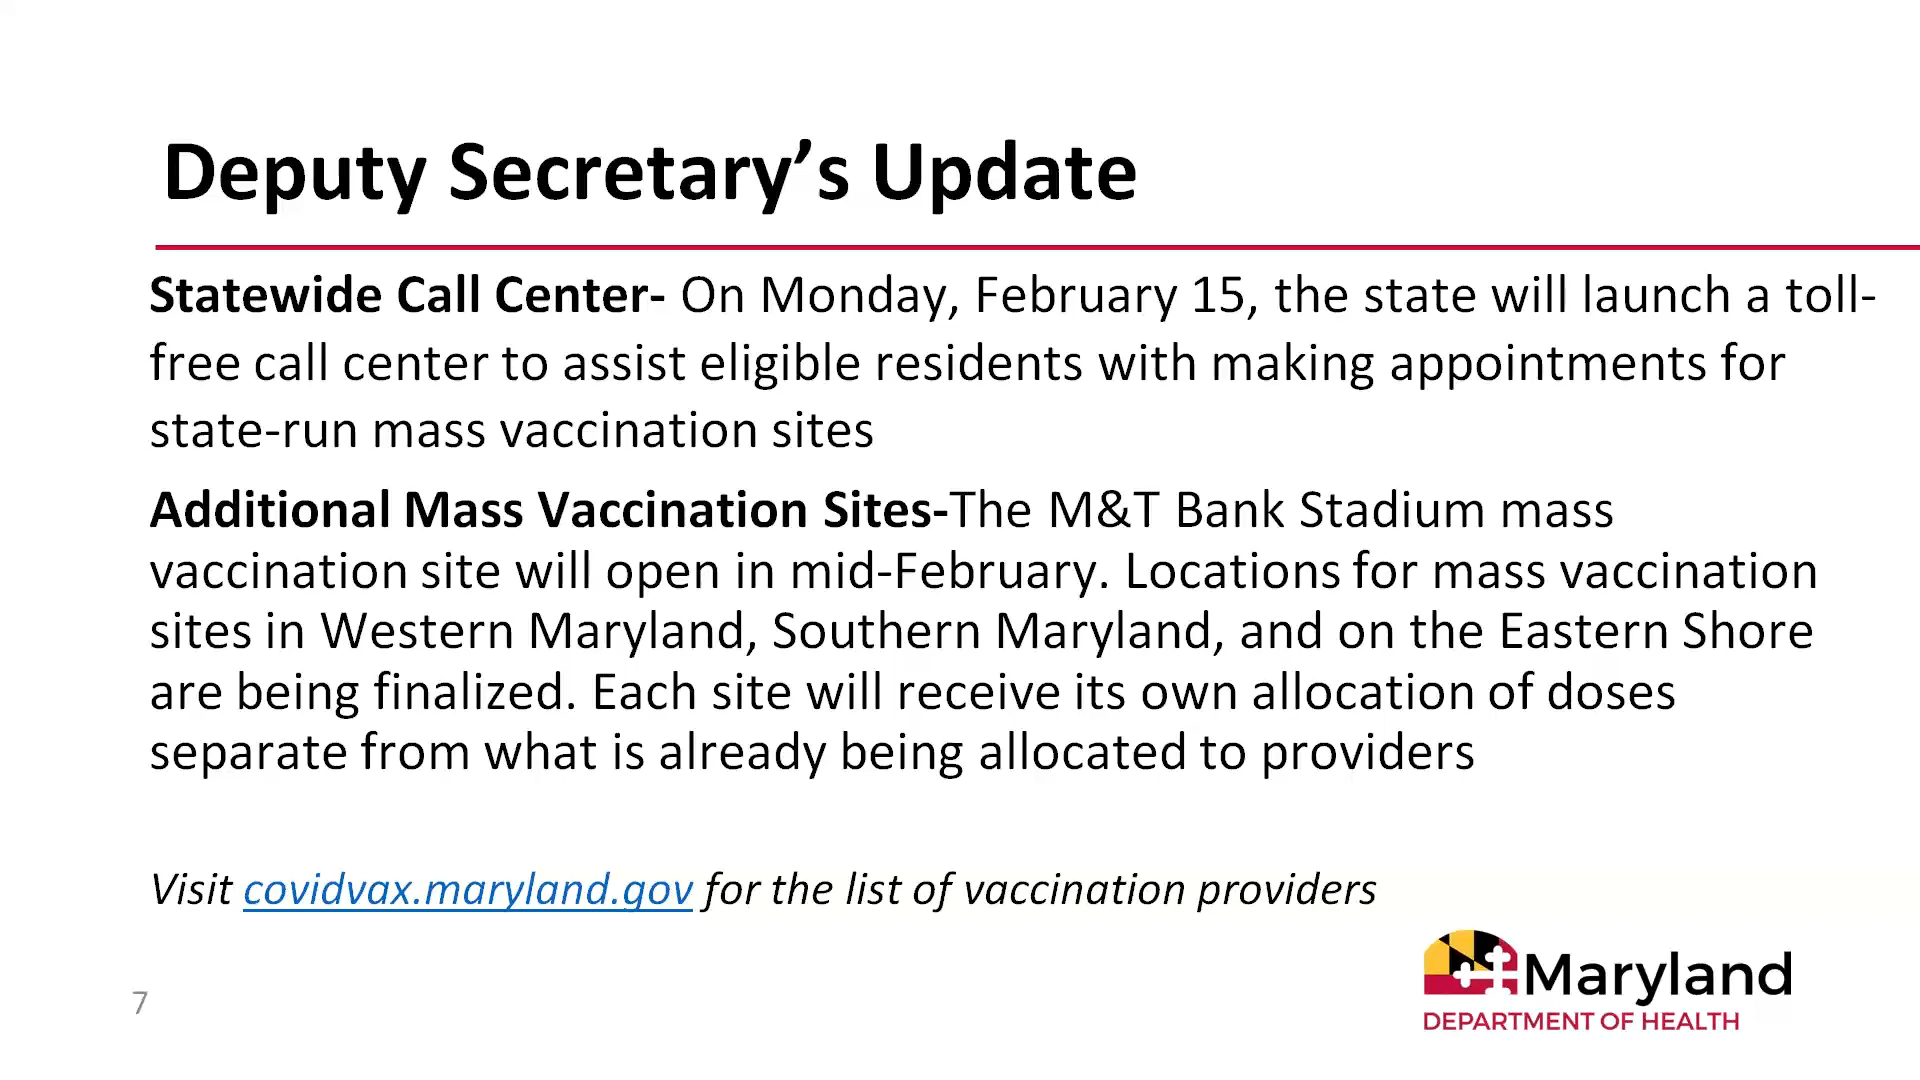 Deputy Secretary’s Update
Statewide Call Center- On Monday, February 15, the state will launch a toll-
free call center to assist eligible residents with making appointments for
state-run mass vaccination sites
Additional Mass Vaccination Sites-The M&T Bank Stadium mass
vaccination site will open in mid-February. Locations for mass vaccination
sites in Western Maryland, Southern Maryland, and on the Eastern Shore
are being finalized. Each site will receive its own allocation of doses
separate from what is already being allocated to providers
Visit covidvax.maryland.gov for the list of vaccination providers
7
Maryland
DEPARTMENT OF HEALTH